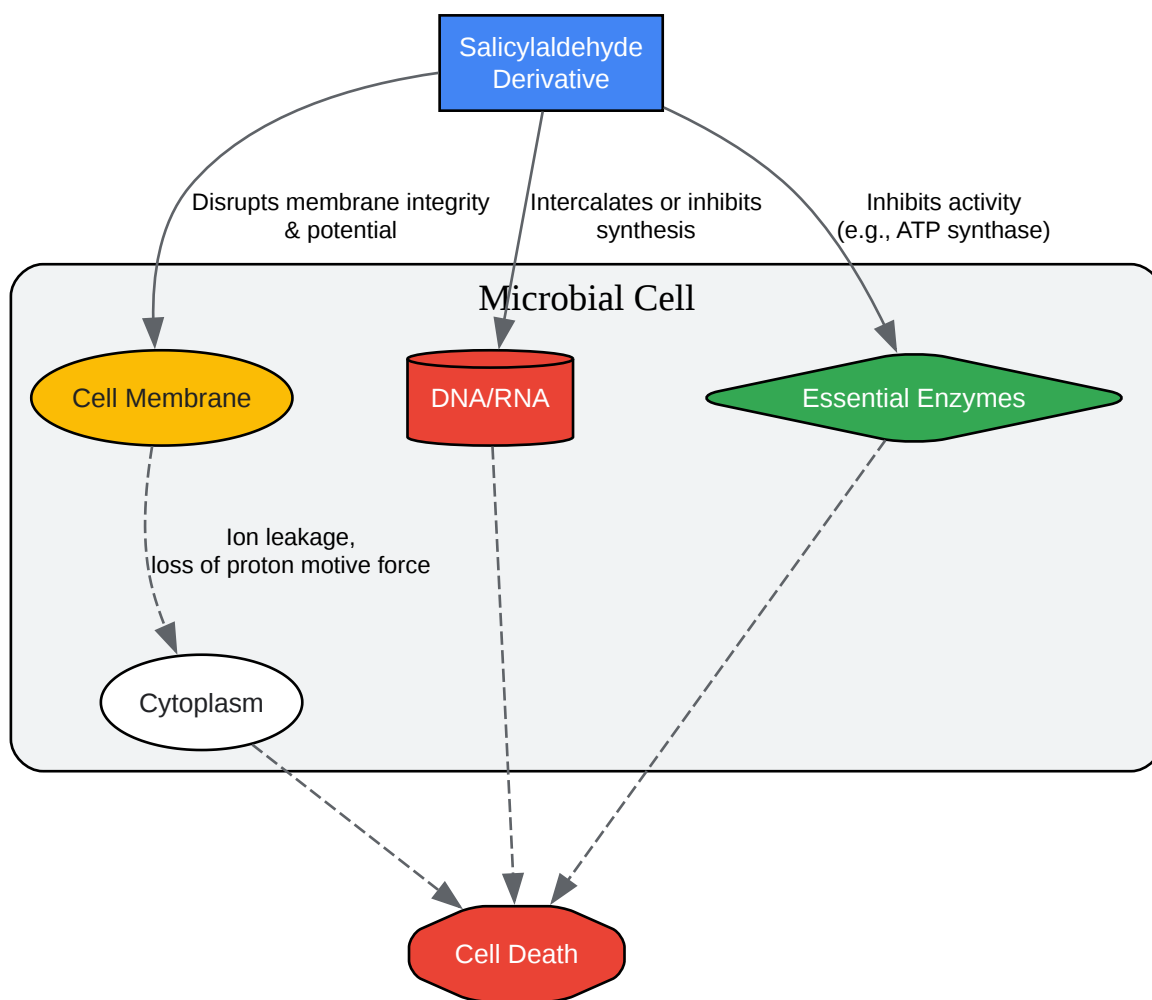 Salicylaldehyde
Derivative
Disrupts membrane integrity
& potential
Intercalates or inhibits
synthesis
Inhibits activity
(e.g., ATP synthase)
Microbial Cell
Cell Membrane
DNA/RNA
Essential Enzymes
Ion leakage,
loss of proton motive force
Cytoplasm
Cell Death